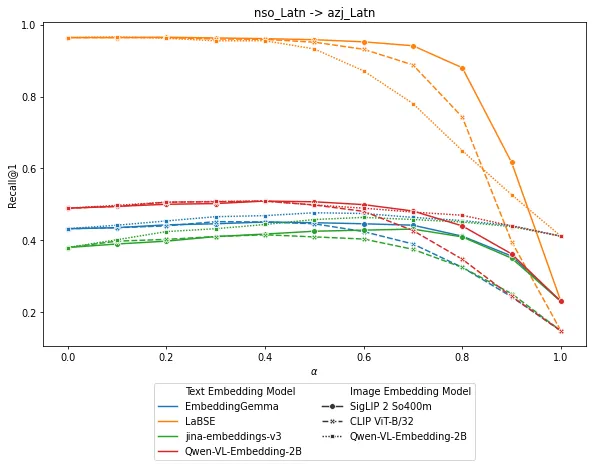 nso_Latn -> azj_Latn
Recall@1
1.0
0.8
0.6
0.4
0.2
0.0 0.2 0.4 0.6 0.8 1.0
α
Text Embedding Model
EmbeddingGemma
LaBSE
jina-embeddings-v3
Qwen-VL-Embedding-2B
Image Embedding Model
SigLIP 2 So400m
CLIP ViT-B/32
Qwen-VL-Embedding-2B